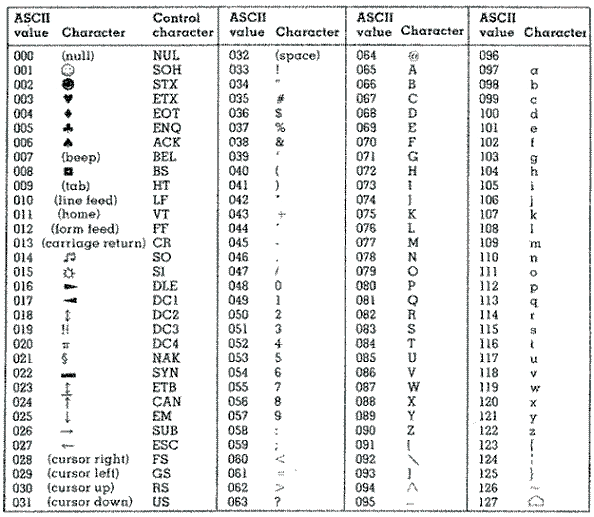 ASCII value Character Control character ASCII value Character ASCII value Character ASCII value Character
000 (null) NUL 032 (space) 064 @ 096
001 ☺ SOH 033 ! 065 A 097 a
002 ☻ STX 034 " 066 B 098 b
003 ♥ ETX 035 # 067 C 099 c
004 ♦ EOT 036 $ 068 D 100 d
005 ♣ ENQ 037 % 069 E 101 e
006 ♠ ACK 038 & 070 F 102 f
007 (beep) BEL 039 ' 071 G 103 g
008 ◘ BS 040 ( 072 H 104 h
009 (tab) HT 041 ) 073 I 105 i
010 (line feed) LF 042 * 074 J 106 j
011 (home) VT 043 + 075 K 107 k
012 (form feed) FF 044 ' 076 L 108 l
013 (carriage return) CR 045 - 077 M 109 m
014 ♫ SO 046 . 078 N 110 n
015 ☼ SI 047 / 079 O 111 o
016 ► DLE 048 0 080 P 112 p
017 ◄ DC1 049 1 081 Q 113 q
018 ↕ DC2 050 2 082 R 114 r
019 ‼ DC3 051 3 083 S 115 s
020 π DC4 052 4 084 T 116 t
021 § NAK 053 5 085 U 117 u
022 ▬ SYN 054 6 086 V 118 v
023 ↨ ETB 055 7 087 W 119 w
024 ↑ CAN 056 8 088 X 120 x
025 ↓ EM 057 9 089 Y 121 y
026 → SUB 058 : 090 Z 122 z
027 ← ESC 059 ; 091 [ 123 {
028 (cursor right) FS 060 < 092 \ 124 ¦
029 (cursor left) GS 061 = 093 ] 125 }
030 (cursor up) RS 062 > 094 ^ 126 ~
031 (cursor down) US 063 ? 095 _ 127 ⌂